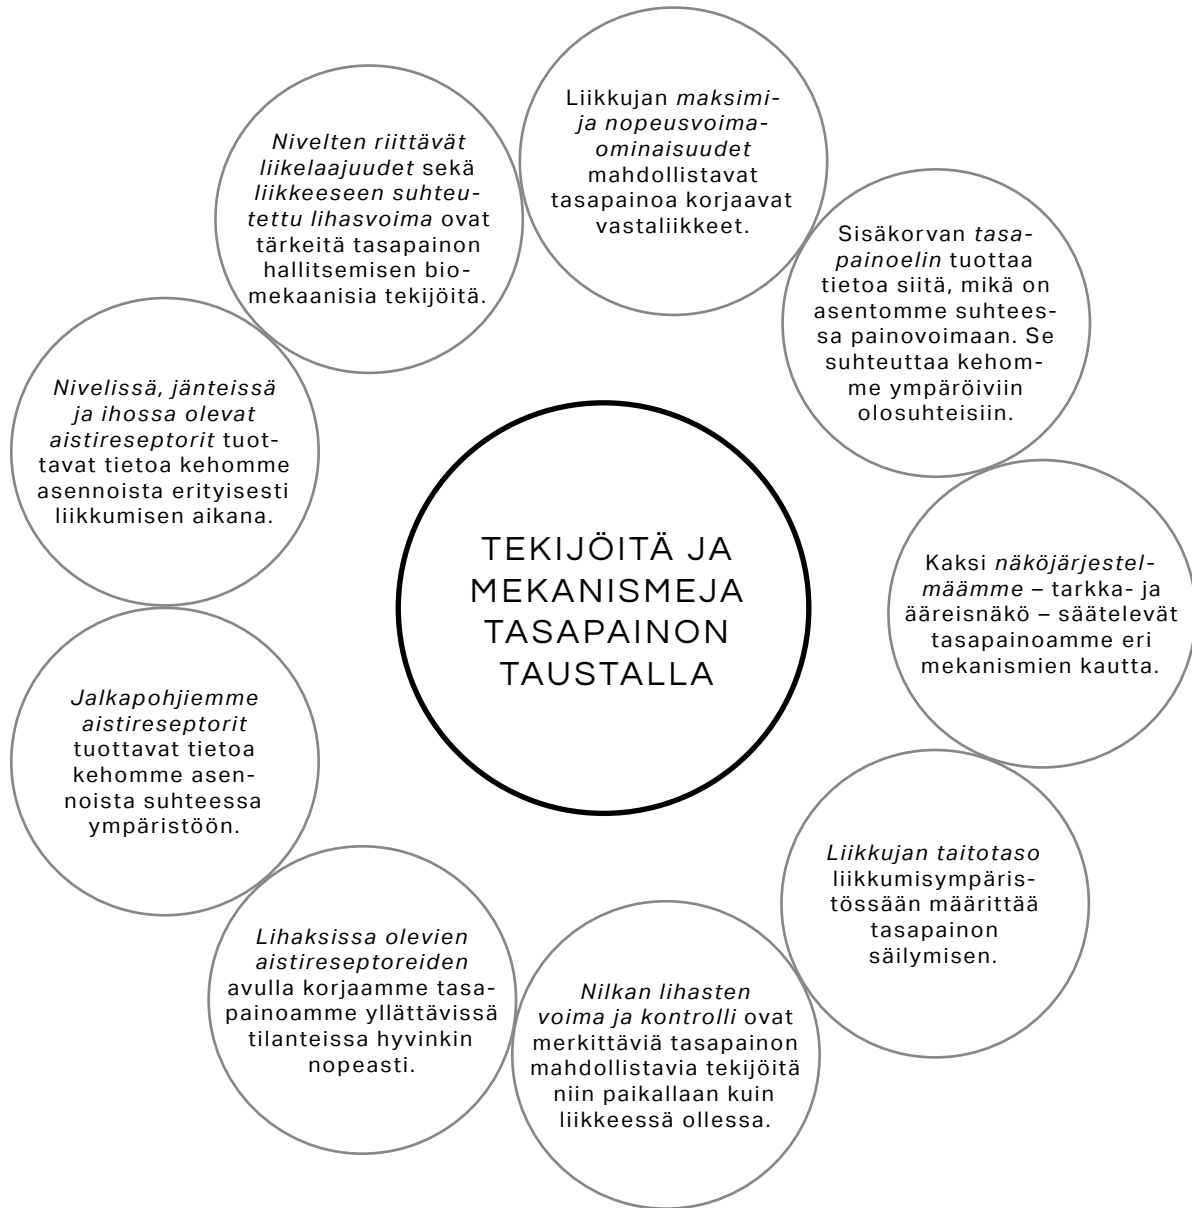 Liikkujan maksimi-
ja nopeusvoima-
ominaisuudet
mahdollistavat
tasapainoa korjaavat
vastaliikkeet.
Sisäkorvan tasa-
painoelin tuottaa
tietoa siitä, mikä on
asentomme suhtees-
sa painovoimaan. Se
suhteuttaa kehom-
me ympäröiviin
olosuhteisiin.
Kaksi näköjärjestel-
määmme – tarkka- ja
ääreisnäkö – säätelevät
tasapainoamme eri
mekanismien kautta.
Liikkujan taitotaso
liikkumisympäris-
tössään määrittää
tasapainon
säilymisen.
Nilkan lihasten
voima ja kontrolli ovat
merkittäviä tasapainon
mahdollistavia tekijöitä
niin paikallaan kuin
liikkeessä ollessa.
Lihaksissa olevien
aistireseptoreiden
avulla korjaamme tasa-
painoamme yllättävissä
tilanteissa hyvinkin
nopeasti.
Jalkapohjiemme
aistireseptorit
tuottavat tietoa
kehomme asen-
noista suhteessa
ympäristöön.
Nivelissä, jänteissä
ja ihossa olevat
aistireseptorit tuot-
tavat tietoa kehomme
asennoista erityisesti
liikkumisen aikana.
Nivelten riittävät
liikelaajuudet sekä
liikkeeseen suhteu-
tettu lihasvoima ovat
tärkeitä tasapainon
hallitsemisen bio-
mekaanisia tekijöitä.
TEKIJÖITÄ JA
MEKANISMEJA
TASAPAINON
TAUSTALLA